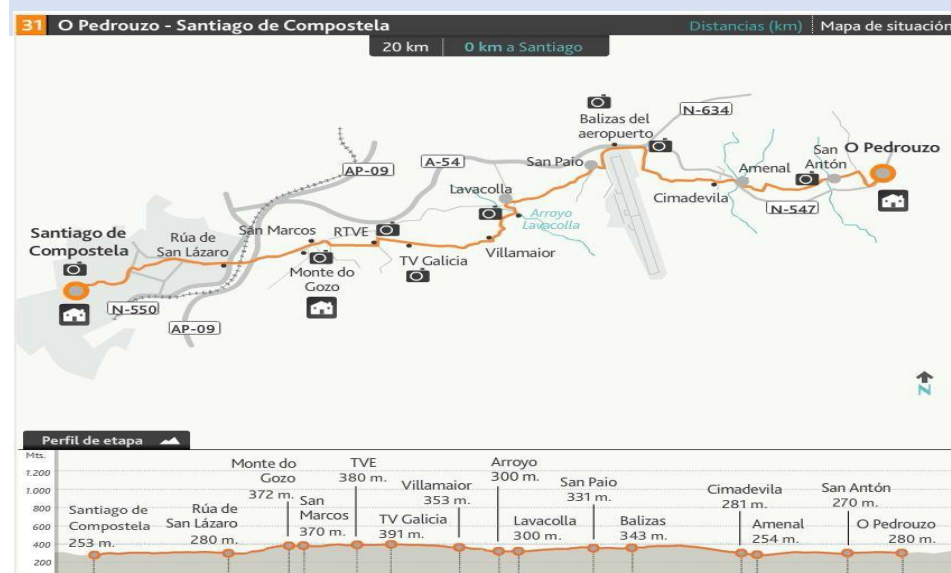 31 O Pedrouzo - Santiago de Compostela
Distancias (km) Mapa de situación
20 km 0 km a Santiago
N-634
Balizas del
aeropuerto
San
Antón
O Pedrouzo
AP-09
A-54
San Paio
Amenal
Lavacolla
Cimadevila
N-547
Arroyo
Lavacolla
Santiago de
Compostela
Rúa de
San Lázaro
San Marcos
RTVE
Villamaior
TV Galicia
Monte do
Gozo
N-550
AP-09
N
Perfil de etapa
Mts.
1.200
1.000
800
600
400
200
Santiago de
Compostela
253 m.
Rúa de
San Lázaro
280 m.
Monte do
Gozo
372 m.
San
Marcos
370 m.
TVE
380 m.
TV Galicia
391 m.
Villamaior
353 m.
Arroyo
300 m.
Lavacolla
300 m.
San Paio
331 m.
Balizas
343 m.
Cimadevila
281 m.
Amenal
254 m.
San Antón
270 m.
O Pedrouzo
280 m.